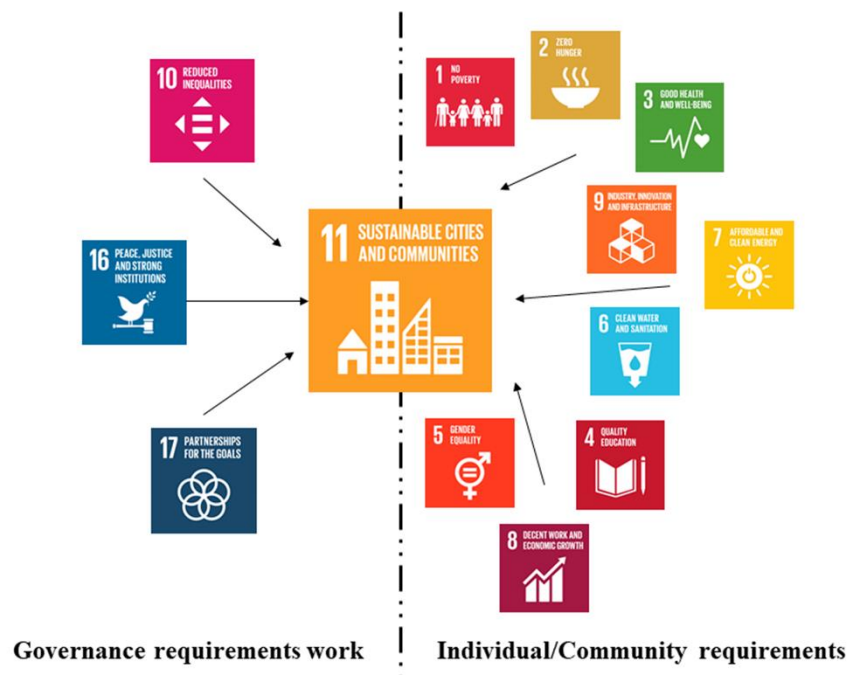 10 REDUCED
INEQUALITIES
16 PEACE, JUSTICE
AND STRONG
INSTITUTIONS
17 PARTNERSHIPS
FOR THE GOALS
11 SUSTAINABLE CITIES
AND COMMUNITIES
1 NO
POVERTY
2 ZERO
HUNGER
3 GOOD HEALTH
AND WELL-BEING
9 INDUSTRY, INNOVATION
AND INFRASTRUCTURE
7 AFFORDABLE AND
CLEAN ENERGY
6 CLEAN WATER
AND SANITATION
5 GENDER
EQUALITY
4 QUALITY
EDUCATION
8 DECENT WORK AND
ECONOMIC GROWTH
Governance requirements work
Individual/Community requirements